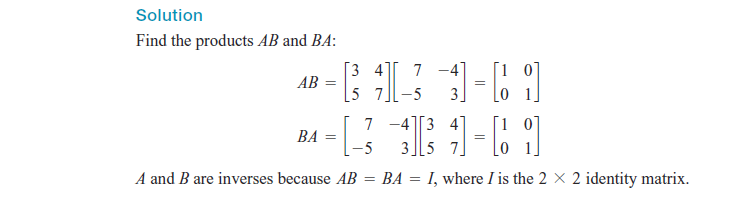 Solution
Find the products AB and BA:
AB = [3 4; 5 7][7 −4; −5 3] = [1 0; 0 1]
BA = [7 −4; −5 3][3 4; 5 7] = [1 0; 0 1]
A and B are inverses because AB = BA = I, where I is the 2 × 2 identity matrix.